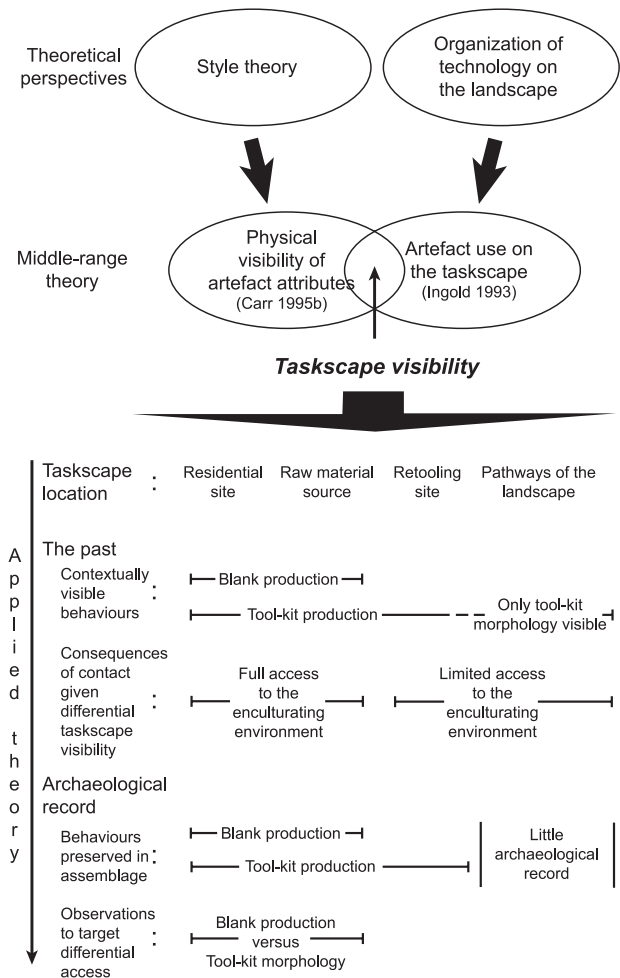 Theoretical
perspectives
Style theory
Organization of
technology on
the landscape
Middle-range
theory
Physical
visibility of
artefact attributes
(Carr 1995b)
Artefact use on
the taskscape
(Ingold 1993)
Taskscape visibility
Applied theory
Taskscape
location :
Residential
site
Raw material
source
Retooling
site
Pathways of the
landscape
The past
Contextually
visible :
behaviours
Blank production
Tool-kit production
Only tool-kit
morphology visible
Consequences
of contact
given :
differential
taskscape
visibility
Full access
to the
enculturating
environment
Limited access
to the
enculturating
environment
Archaeological
record
Behaviours
preserved in :
assemblage
Blank production
Tool-kit production
Little
archaeological
record
Observations
to target :
differential
access
Blank production
versus
Tool-kit morphology